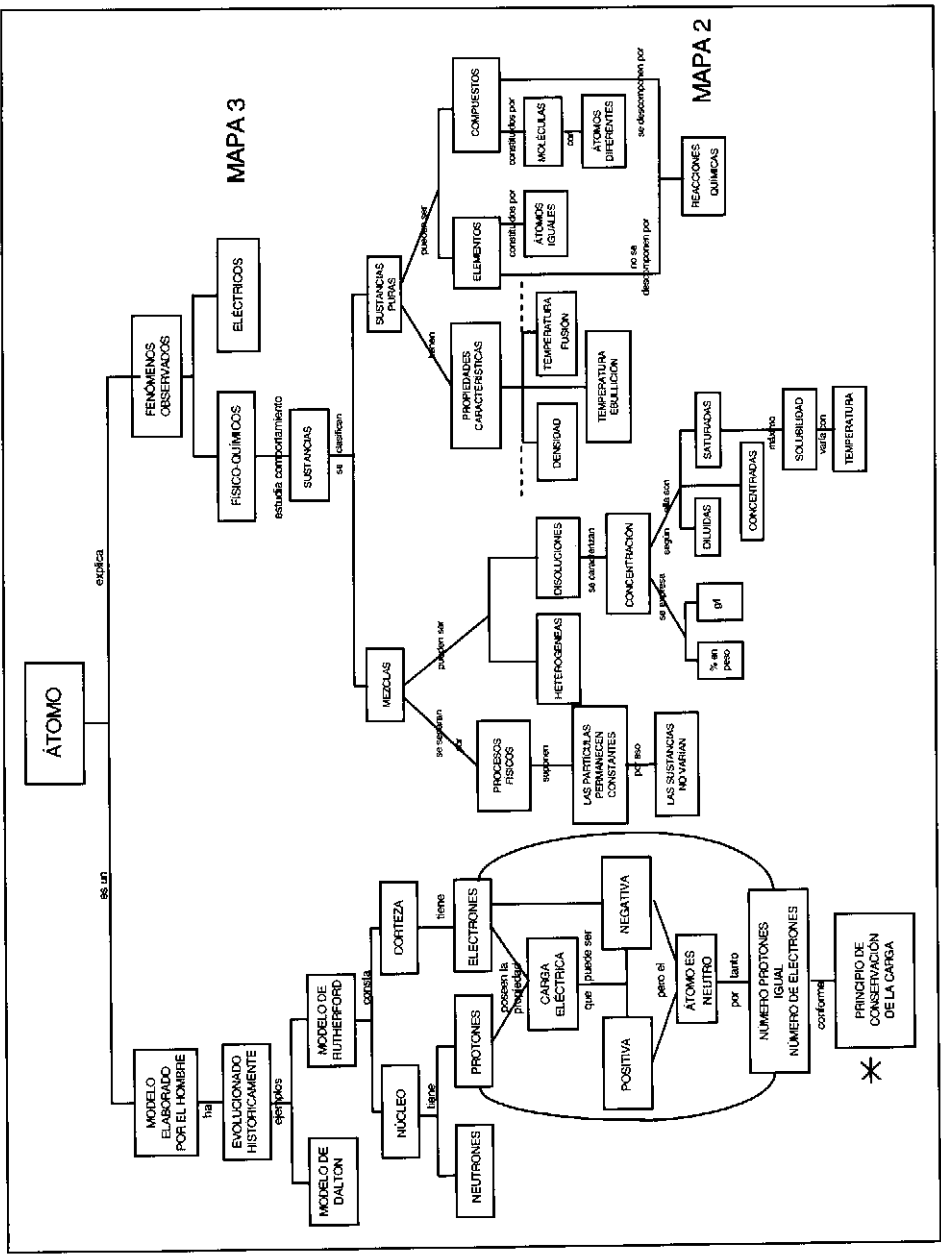 ÁTOMO
es un
explica
MODELO
ELABORADO
POR EL HOMBRE
ha
EVOLUCIONADO
HISTORICAMENTE
ejemplos
MODELO DE
DALTON
MODELO DE
RUTHERFORD
consta
NÚCLEO
CORTEZA
tiene
tiene
NEUTRONES
PROTONES
ELECTRONES
poseen la
propiedad
CARGA
ELÉCTRICA
que puede ser
POSITIVA
NEGATIVA
pero el
ÁTOMO ES
NEUTRO
por tanto
NÚMERO PROTONES
IGUAL
NÚMERO DE ELECTRONES
conforme
PRINCIPIO DE
CONSERVACIÓN
DE LA CARGA
FENÓMENOS
OBSERVADOS
MAPA 3
FÍSICO-QUÍMICOS
ELÉCTRICOS
estudia comportamiento
SUSTANCIAS
se clasifican
MEZCLAS
se separan
por
pueden ser
PROCESOS
FÍSICOS
suponen
LAS PARTÍCULAS
PERMANECEN
CONSTANTES
por eso
LAS SUSTANCIAS
NO VARÍAN
HETEROGÉNEAS
DISOLUCIONES
se caracterizan
CONCENTRACIÓN
se expresa
según ella son
% en
peso
g/l
DILUIDAS
CONCENTRADAS
SATURADAS
máximo
SOLUBILIDAD
varía con
TEMPERATURA
SUSTANCIAS
PURAS
tienen
pueden ser
PROPIEDADES
CARACTERÍSTICAS
DENSIDAD
TEMPERATURA
EBULLICIÓN
TEMPERATURA
FUSIÓN
ELEMENTOS
COMPUESTOS
constituidos por
constituidos por
ÁTOMOS
IGUALES
MOLÉCULAS
con
ÁTOMOS
DIFERENTES
no se
descomponen por
se descomponen por
REACCIONES
QUÍMICAS
MAPA 2